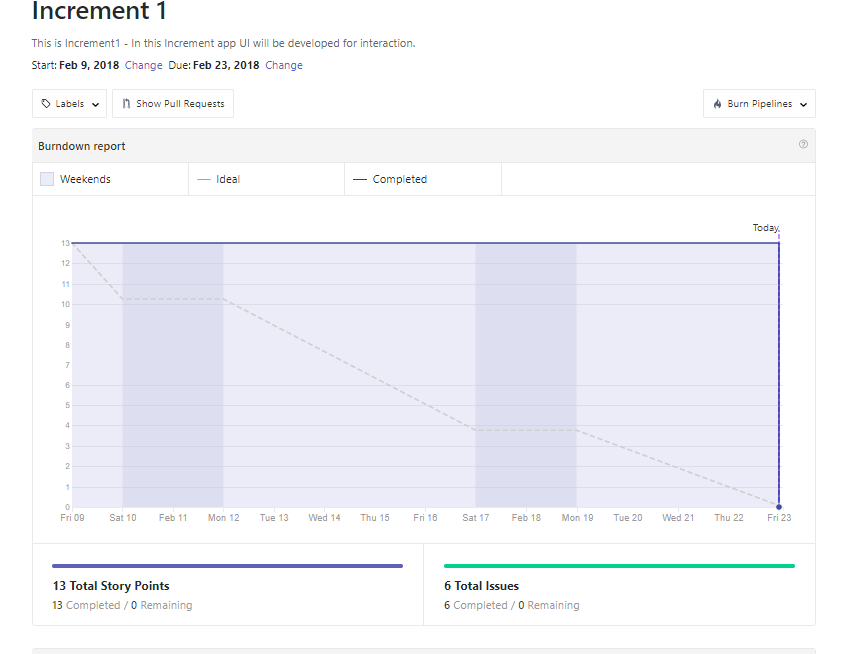 Increment 1
This is Increment1 - In this Increment app UI will be developed for interaction.
Start: Feb 9, 2018 Change Due: Feb 23, 2018 Change
Labels Show Pull Requests Burn Pipelines
Burndown report
Weekends Ideal Completed
Today
13
12
11
10
9
8
7
6
5
4
3
2
1
0
Fri 09 Sat 10 Feb 11 Mon 12 Tue 13 Wed 14 Thu 15 Fri 16 Sat 17 Feb 18 Mon 19 Tue 20 Wed 21 Thu 22 Fri 23
13 Total Story Points
13 Completed / 0 Remaining
6 Total Issues
6 Completed / 0 Remaining